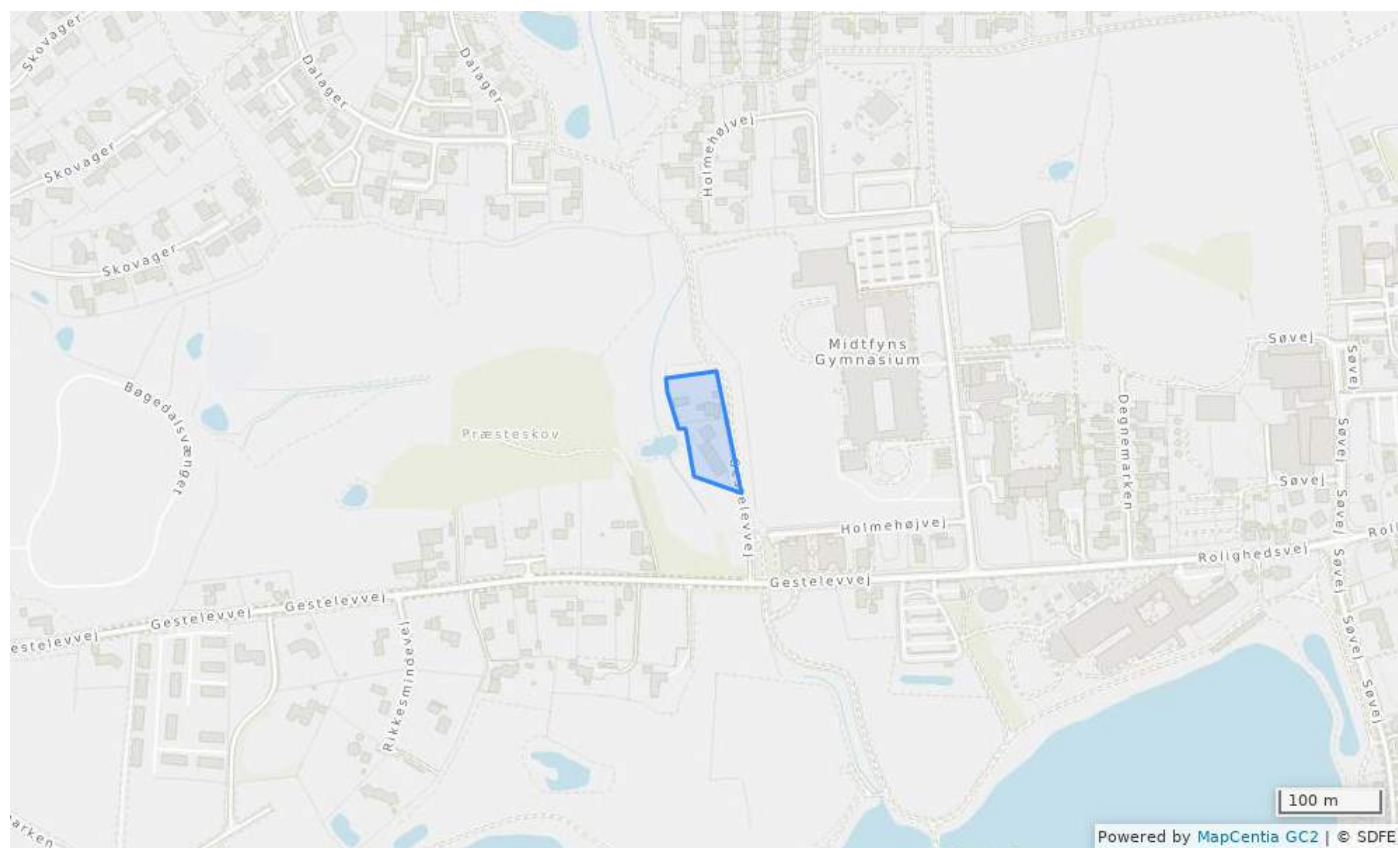 Skovager
Dalager
Dalager
Holmehøjvej
Skovager
Skovager
Søvej
Søvej
Midtfyns
Gymnasium
Bøgedalsvænget
Degnemarken
Præsteskov
Søvej
Søvej
Søvej
Holmehøjvej
Rolighedsvej
Gestelevvej
Gestelevvej
Gestelevvej
Søvej
Søvej
Søvej
Rikkesmindevej
100 m
Powered by MapCentia GC2 | © SDFE